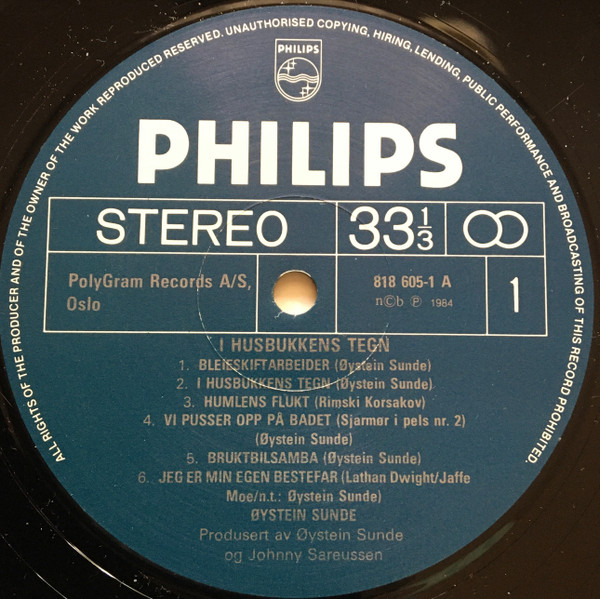 ALL RIGHTS OF THE PRODUCER AND OF THE OWNER OF THE WORK REPRODUCED RESERVED. UNAUTHORISED COPYING, HIRING, LENDING, PUBLIC PERFORMANCE AND BROADCASTING OF THIS RECORD PROHIBITED.
PHILIPS
PHILIPS
STEREO 33 1/3
PolyGram Records A/S,
Oslo
818 605-1 A
n©b ℗ 1984
1
I HUSBUKKENS TEGN
1. BLEIESKIFTARBEIDER (Øystein Sunde)
2. I HUSBUKKENS TEGN (Øystein Sunde)
3. HUMLENS FLUKT (Rimski Korsakov)
4. VI PUSSER OPP PÅ BADET (Sjarmør i pels nr. 2)
(Øystein Sunde)
5. BRUKTBILSAMBA (Øystein Sunde)
6. JEG ER MIN EGEN BESTEFAR (Lathan Dwight/Jaffe
Moe/n.t.: Øystein Sunde)
ØYSTEIN SUNDE
Produsert av Øystein Sunde
og Johnny Sareussen